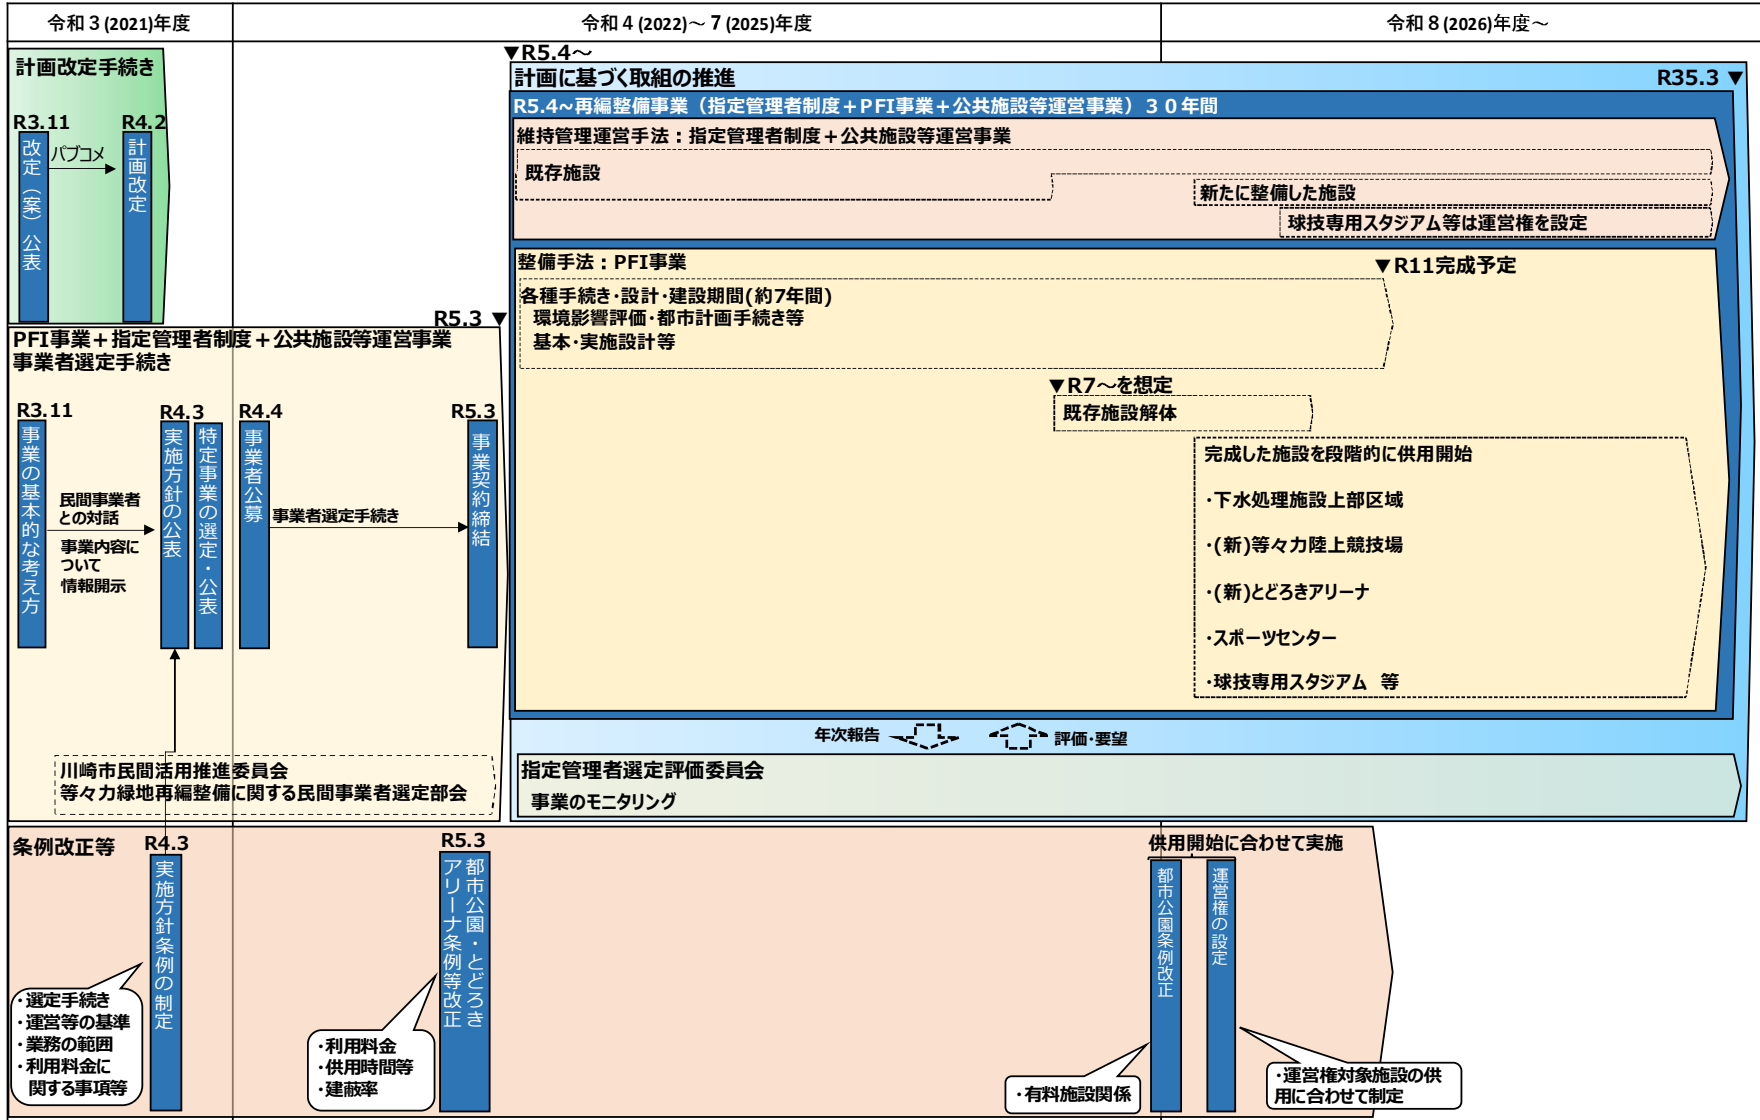 令和３(2021)年度
令和４(2022)～７(2025)年度
令和８(2026)年度～
計画改定手続き
R3.11
R4.2
改定（案）公表
パブコメ
計画改定
▼R5.4～
計画に基づく取組の推進
R35.3 ▼
R5.4~再編整備事業（指定管理者制度＋PFI事業＋公共施設等運営事業）３０年間
維持管理運営手法：指定管理者制度＋公共施設等運営事業
既存施設
新たに整備した施設
球技専用スタジアム等は運営権を設定
整備手法：PFI事業
▼R11完成予定
各種手続き・設計・建設期間(約7年間)
環境影響評価・都市計画手続き等
基本・実施設計等
▼R7～を想定
既存施設解体
完成した施設を段階的に供用開始
・下水処理施設上部区域
・(新)等々力陸上競技場
・(新)とどろきアリーナ
・スポーツセンター
・球技専用スタジアム 等
R5.3 ▼
PFI事業＋指定管理者制度＋公共施設等運営事業
事業者選定手続き
R3.11
R4.3
R4.4
R5.3
事業の基本的な考え方
民間事業者
との対話
事業内容に
ついて
情報開示
実施方針の公表
特定事業の選定・公表
事業者公募
事業者選定手続き
事業契約締結
川崎市民間活用推進委員会
等々力緑地再編整備に関する民間事業者選定部会
年次報告
評価・要望
指定管理者選定評価委員会
事業のモニタリング
条例改正等
R4.3
R5.3
供用開始に合わせて実施
実施方針条例の制定
都市公園・とどろき
アリーナ条例等改正
都市公園条例改正
運営権の設定
・選定手続き
・運営等の基準
・業務の範囲
・利用料金に
関する事項等
・利用料金
・供用時間等
・建蔽率
・有料施設関係
・運営権対象施設の供
用に合わせて制定